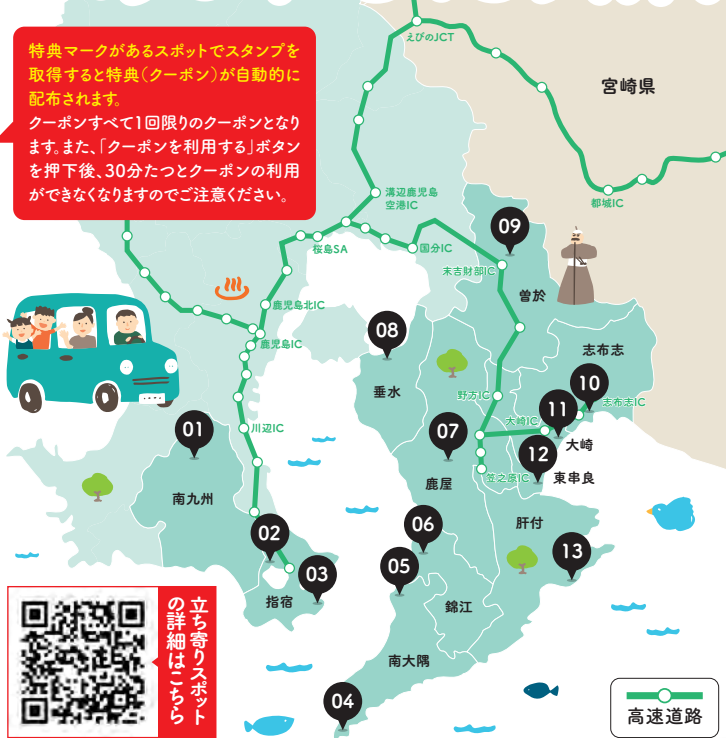 特典マークがあるスポットでスタンプを
取得すると特典（クーポン）が自動的に
配布されます。
クーポンすべて1回限りのクーポンとなり
ます。また、「クーポンを利用する」ボタン
を押下後、30分たつとクーポンの利用
ができなくなりますのでご注意ください。
えびのJCT
宮崎県
溝辺鹿児島
空港IC
都城IC
09
桜島SA
国分IC
末吉財部IC
曽於
鹿児島北IC
08
鹿児島IC
志布志
垂水
10
野方IC
志布志IC
01
川辺IC
07
大崎IC
11
大崎
12
鹿屋
笠之原IC
東串良
南九州
02
06
肝付
03
05
13
指宿
錦江
南大隅
04
立ち寄りスポット
の詳細はこちら
高速道路